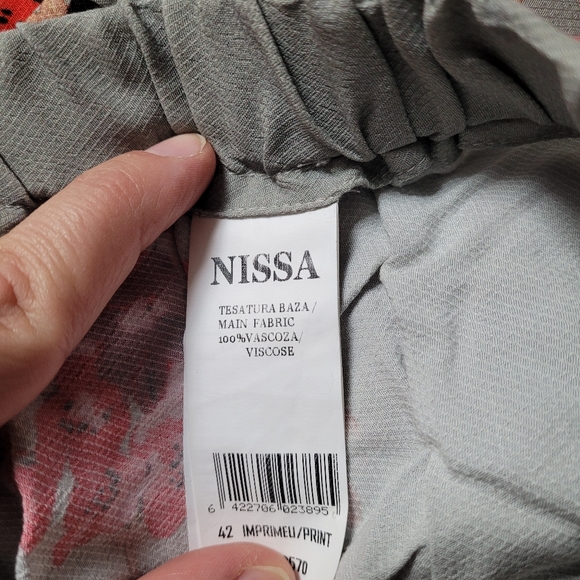 NISSA
TESATURA BAZA/
MAIN FABRIC
100%VASCOZA/
VISCOSE
6 422706 023895
42 IMPRIMEU/PRINT